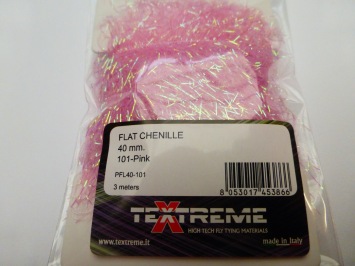 FLAT CHENILLE
40 mm.
101-Pink
PFL40-101
3 meters
8 053017 453866
TEXTREME
HIGH TECH FLY TYING MATERIALS
www.textreme.it made in Italy